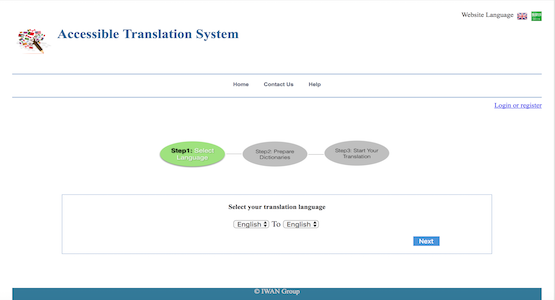 Website Language
Accessible Translation System
Home Contact Us Help
Login or register
Step1: Select
Language
Step2: Prepare
Dictionaries
Step3: Start Your
Translation
Select your translation language
English To English
Next
© IWAN Group